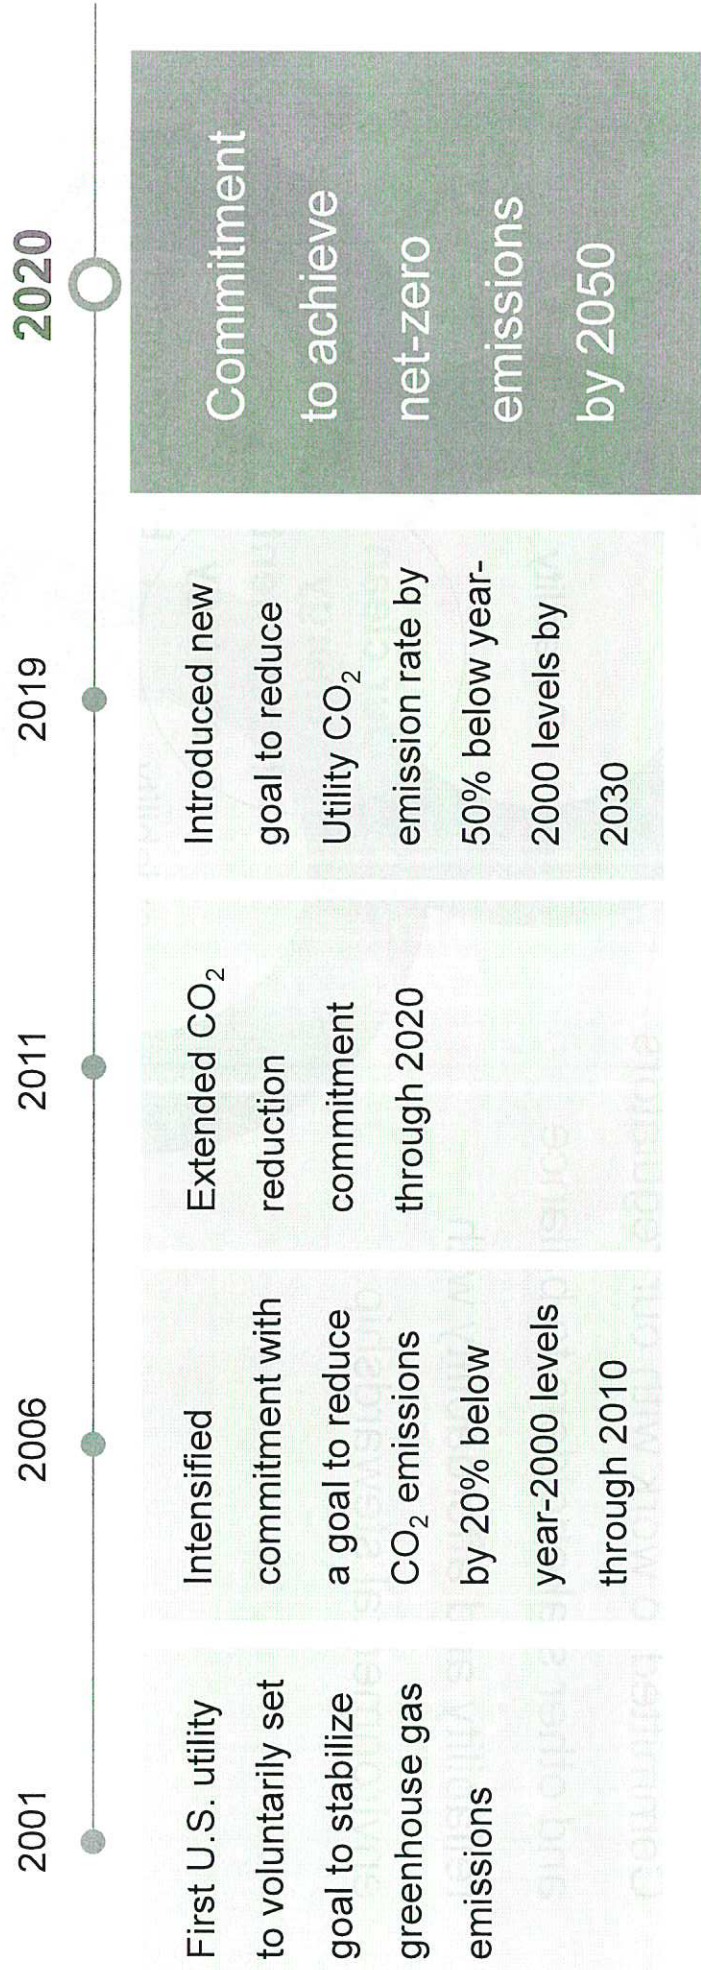 2001
First U.S. utility
to voluntarily set
goal to stabilize
greenhouse gas
emissions
2006
Intensified
commitment with
a goal to reduce
CO₂ emissions
by 20% below
year-2000 levels
through 2010
2011
Extended CO₂
reduction
commitment
through 2020
2019
Introduced new
goal to reduce
Utility CO₂
emission rate by
50% below year-
2000 levels by
2030
2020
Commitment
to achieve
net-zero
emissions
by 2050